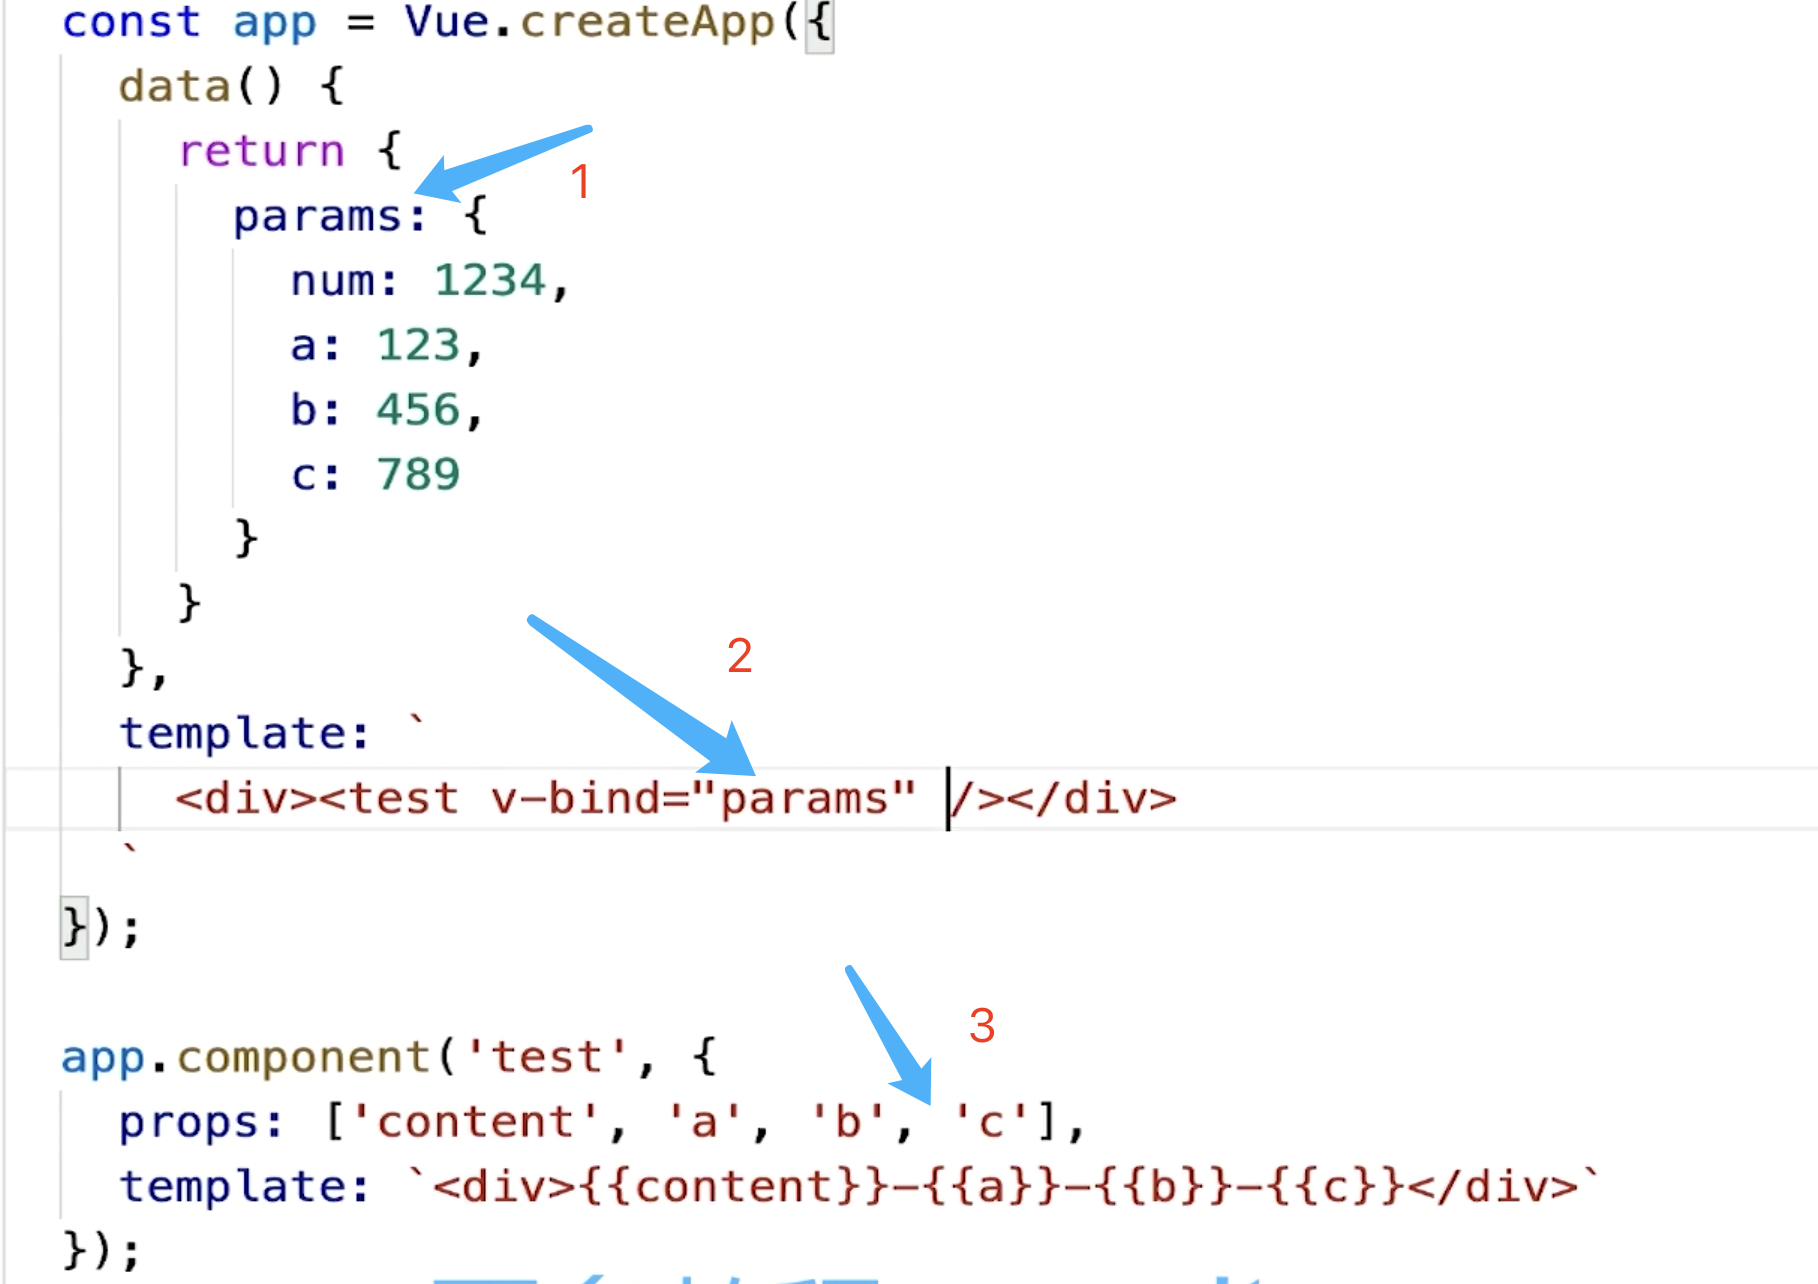 const app = Vue.createApp({
data() {
return {
1
params: {
num: 1234,
a: 123,
b: 456,
c: 789
}
}
},
2
template: `
<div><test v-bind="params" /></div>
`
});
3
app.component('test', {
props: ['content', 'a', 'b', 'c'],
template: `<div>{{content}}-{{a}}-{{b}}-{{c}}</div>`
});